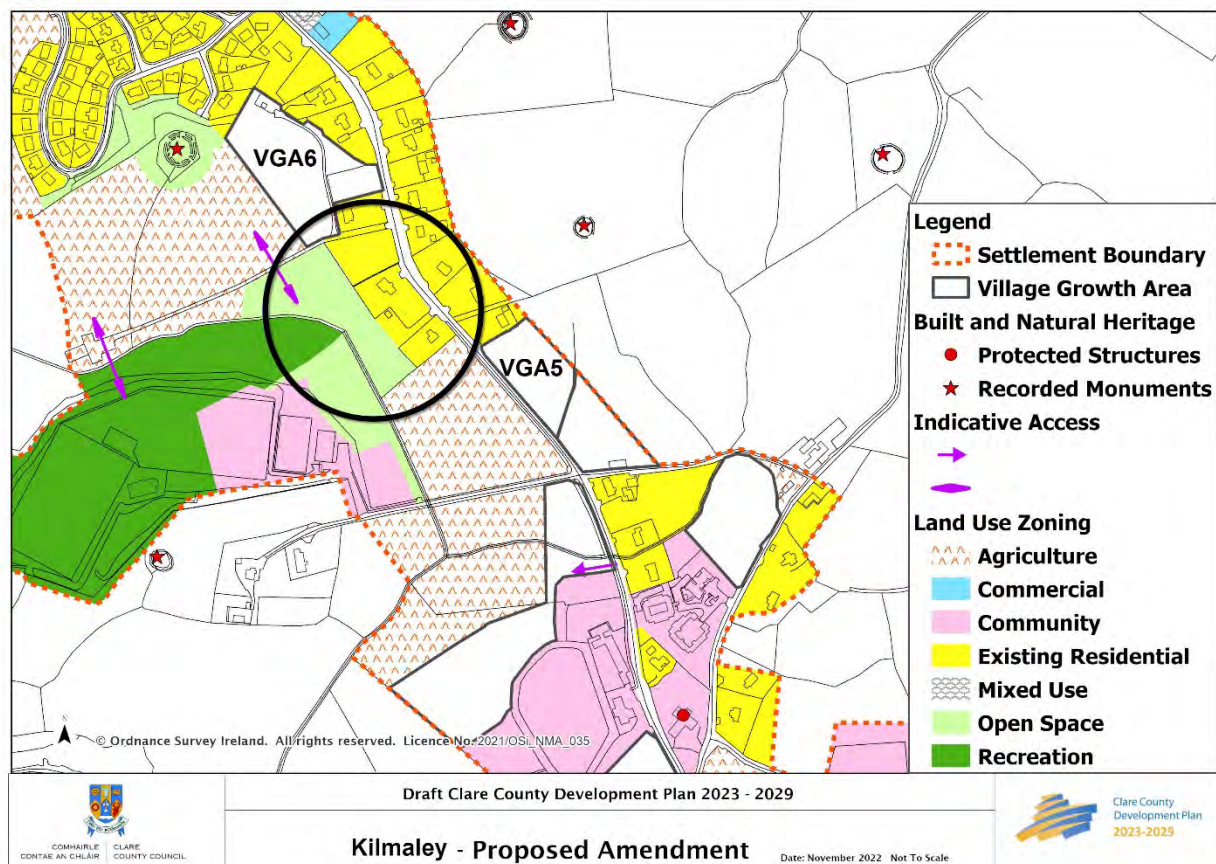 VGA6
VGA5
© Ordnance Survey Ireland. All rights reserved. Licence No. 2021/OSi_NMA_035
N
Legend
Settlement Boundary
Village Growth Area
Built and Natural Heritage
Protected Structures
Recorded Monuments
Indicative Access
Land Use Zoning
Agriculture
Commercial
Community
Existing Residential
Mixed Use
Open Space
Recreation
COMHAIRLE
CONTAE AN CHLÁIR
CLARE
COUNTY COUNCIL
Draft Clare County Development Plan 2023 - 2029
Kilmaley - Proposed Amendment
Date: November 2022 Not To Scale
Clare County
Development Plan
2023-2029